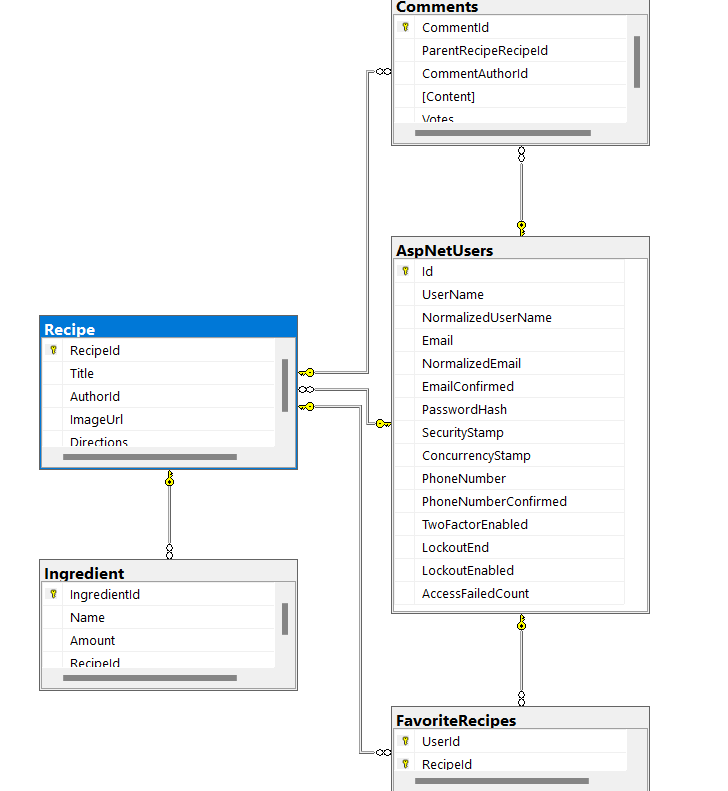 Comments
CommentId
ParentRecipeRecipeId
CommentAuthorId
[Content]
Votes
AspNetUsers
Id
UserName
NormalizedUserName
Email
NormalizedEmail
EmailConfirmed
PasswordHash
SecurityStamp
ConcurrencyStamp
PhoneNumber
PhoneNumberConfirmed
TwoFactorEnabled
LockoutEnd
LockoutEnabled
AccessFailedCount
Recipe
RecipeId
Title
AuthorId
ImageUrl
Directions
Ingredient
IngredientId
Name
Amount
RecipeId
FavoriteRecipes
UserId
RecipeId